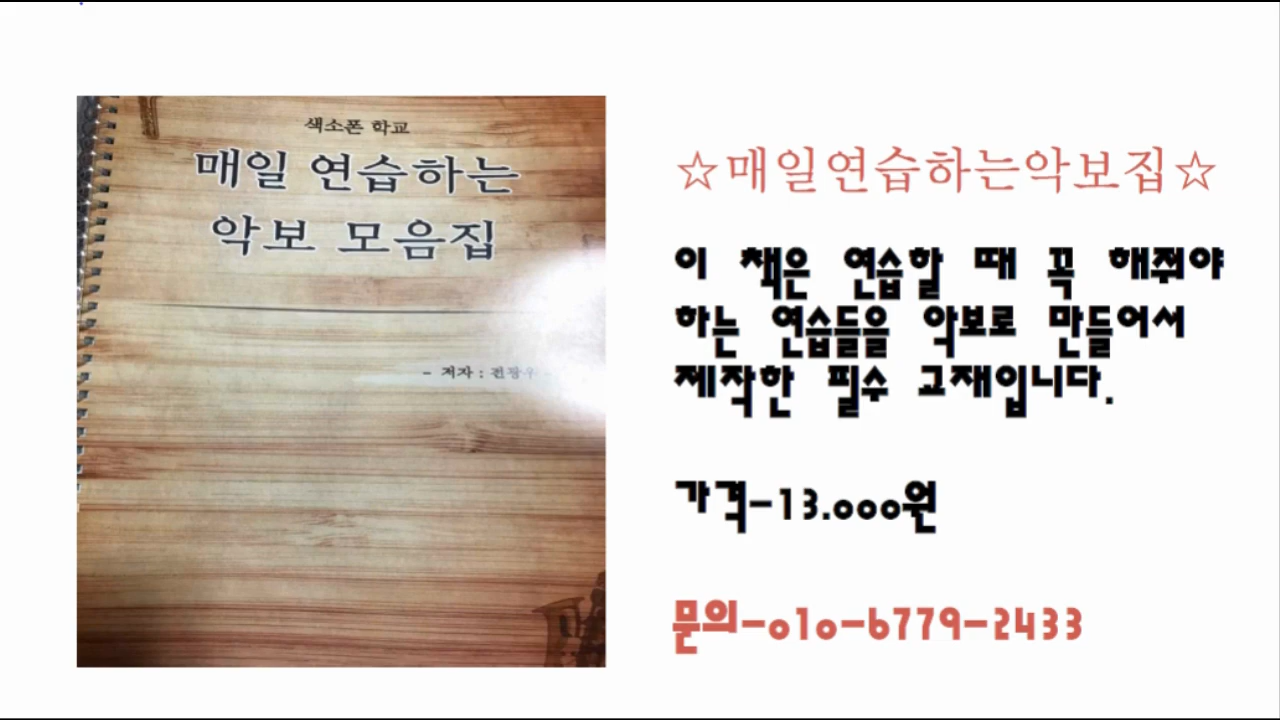 색소폰 학교
매일 연습하는
악보 모음집
- 저자 :
☆매일연습하는악보집☆
이 책은 연습할 때 꼭 해줘야
하는 연습들을 악보로 만들어서
제작한 필수 교재입니다.
가격-13.000원
문의-010-6779-2433